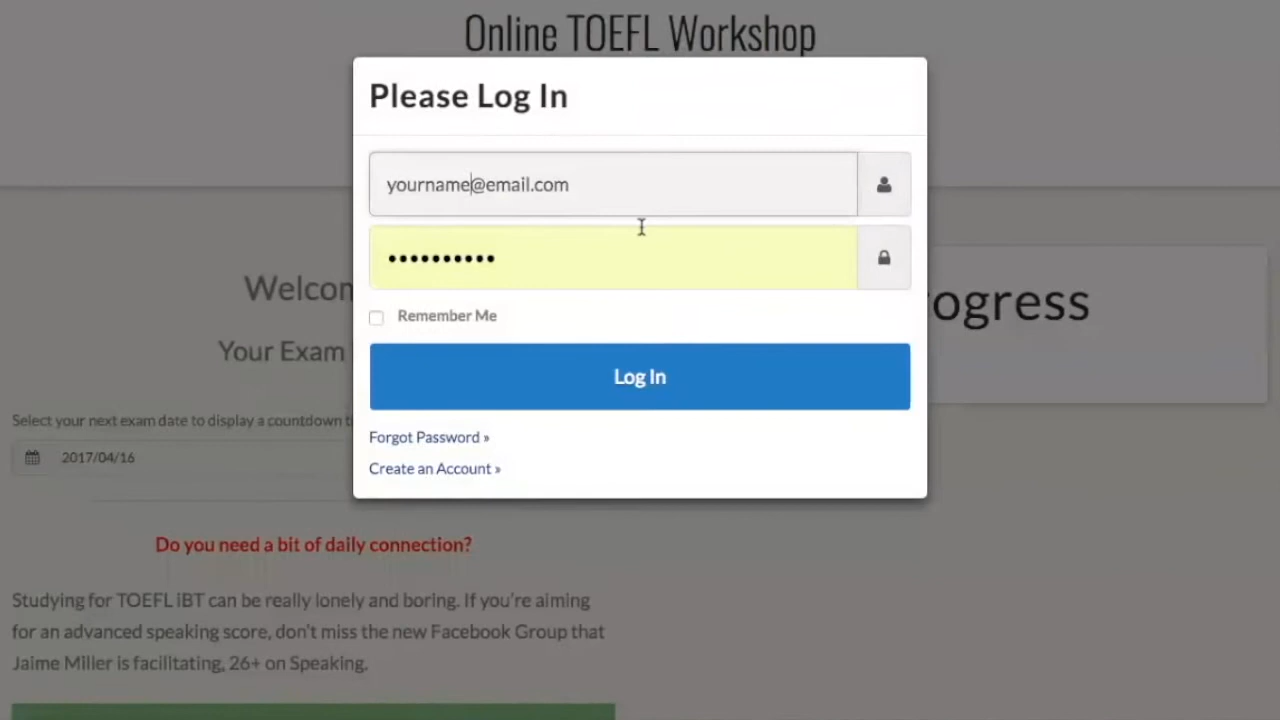 Online TOEFL Workshop
Please Log In
yourname@email.com
••••••••••
Remember Me
Log In
Forgot Password »
Create an Account »
Your Exam
Select your next exam date to display a countdown
2017/04/16
Do you need a bit of daily connection?
Studying for TOEFL iBT can be really lonely and boring. If you're aiming
for an advanced speaking score, don't miss the new Facebook Group that
Jaime Miller is facilitating, 26+ on Speaking.